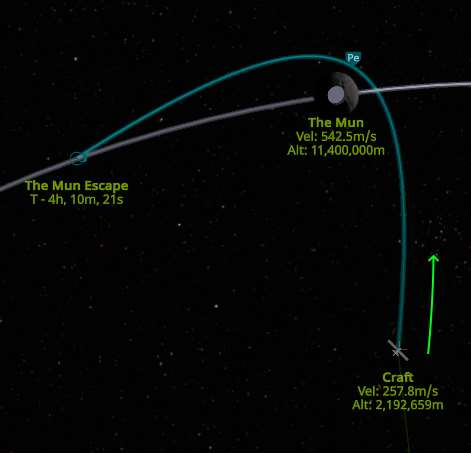 Pe
The Mun
Vel: 542.5m/s
Alt: 11,400,000m
The Mun Escape
T - 4h, 10m, 21s
Craft
Vel: 257.8m/s
Alt: 2,192,659m